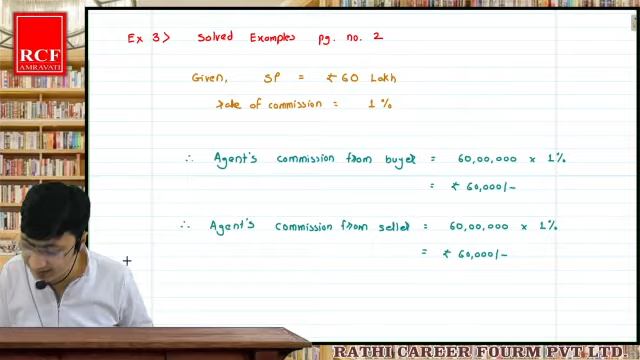 RCF
AMRAVATI
Ex 3> Solved Examples pg. no. 2
Given, SP = ₹ 60 Lakh
rate of commission = 1 %
∴ Agent's commission from buyer = 60,00,000 × 1%
= ₹ 60,000/-
∴ Agent's commission from seller = 60,00,000 × 1%
= ₹ 60,000/-
RATHI CAREER FOURM PVT LTD